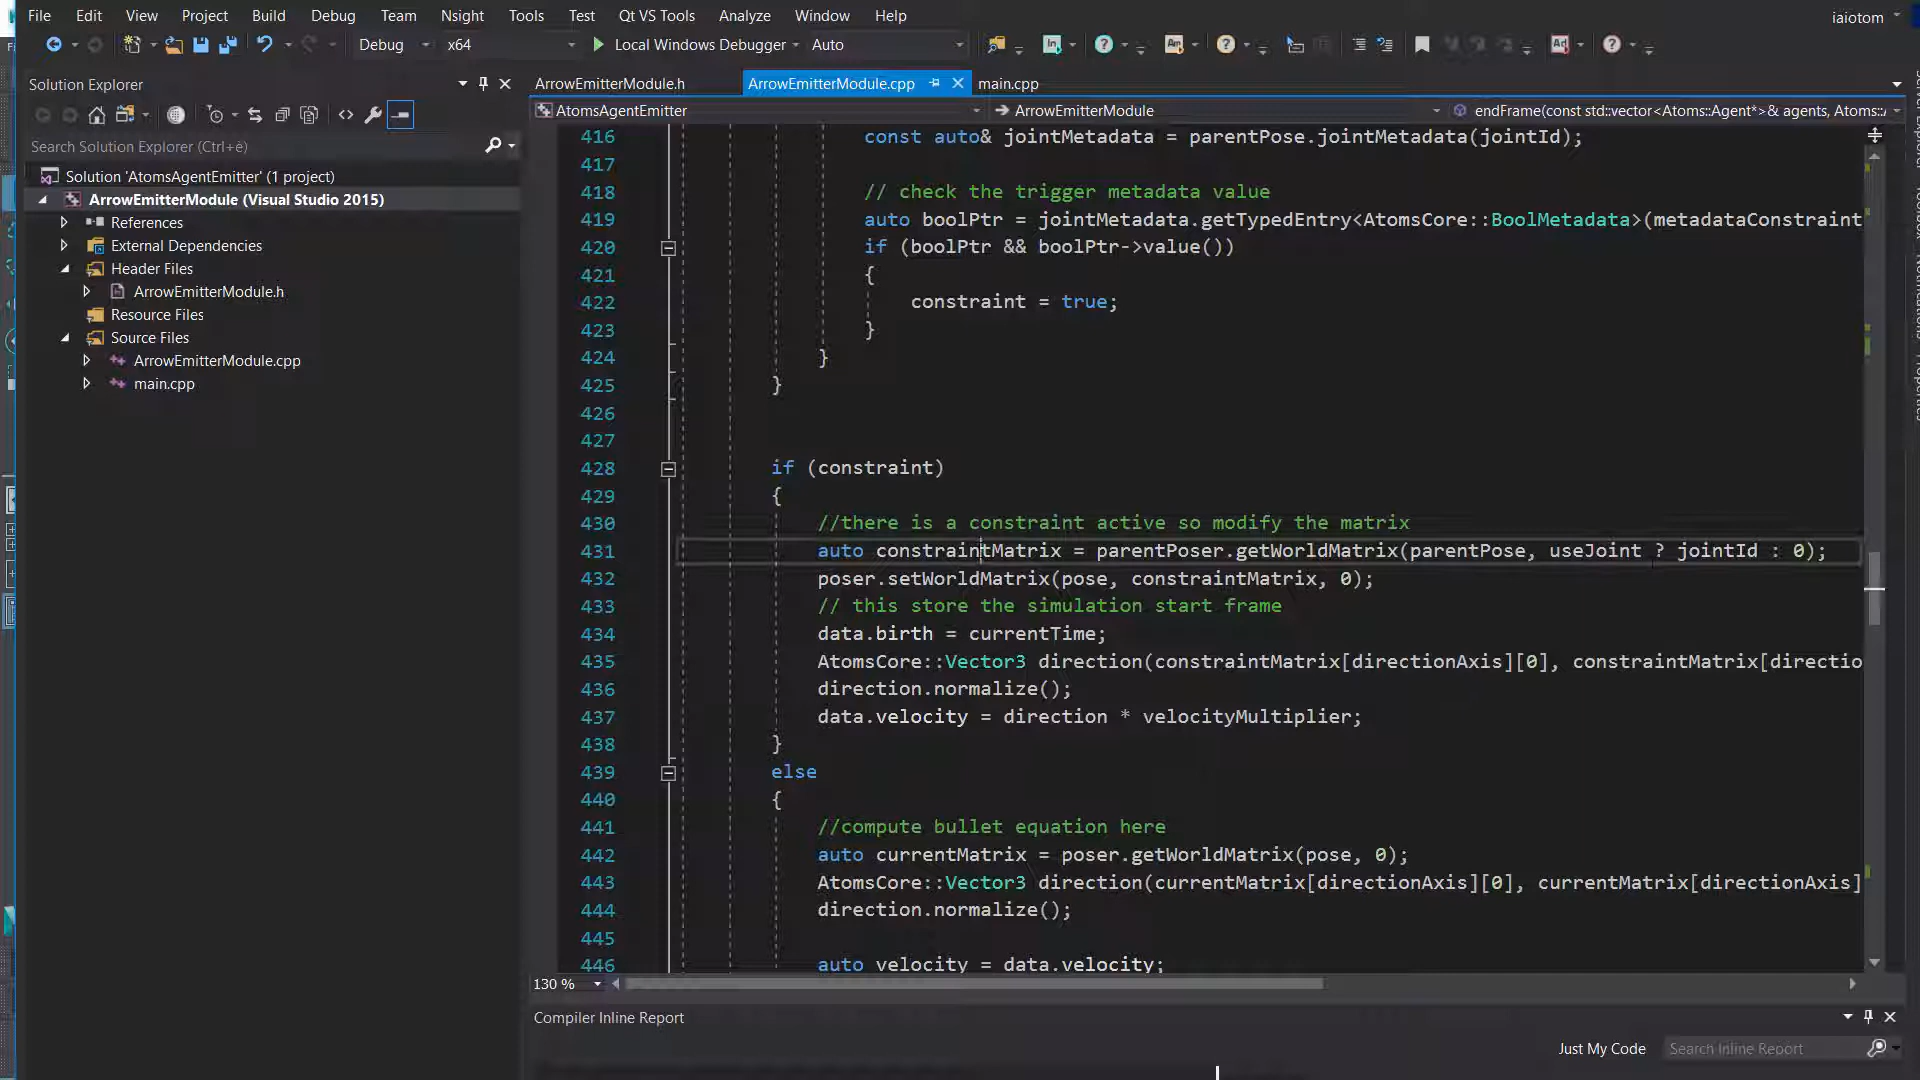 File Edit View Project Build Debug Team Nsight Tools Test Qt VS Tools Analyze Window Help
iaiotom
Debug x64 Local Windows Debugger Auto
Solution Explorer
Search Solution Explorer (Ctrl+è)
Solution 'AtomsAgentEmitter' (1 project)
ArrowEmitterModule (Visual Studio 2015)
References
External Dependencies
Header Files
ArrowEmitterModule.h
Resource Files
Source Files
ArrowEmitterModule.cpp
main.cpp
ArrowEmitterModule.h ArrowEmitterModule.cpp main.cpp
AtomsAgentEmitter ArrowEmitterModule endFrame(const std::vector<Atoms::Agent*>& agents, Atoms::
416 const auto& jointMetadata = parentPose.jointMetadata(jointId);
417
418 // check the trigger metadata value
419 auto boolPtr = jointMetadata.getTypedEntry<AtomsCore::BoolMetadata>(metadataConstraint
420 if (boolPtr && boolPtr->value())
421 {
422 constraint = true;
423 }
424 }
425 }
426
427
428 if (constraint)
429 {
430 //there is a constraint active so modify the matrix
431 auto constraintMatrix = parentPoser.getWorldMatrix(parentPose, useJoint ? jointId : 0);
432 poser.setWorldMatrix(pose, constraintMatrix, 0);
433 // this store the simulation start frame
434 data.birth = currentTime;
435 AtomsCore::Vector3 direction(constraintMatrix[directionAxis][0], constraintMatrix[directio
436 direction.normalize();
437 data.velocity = direction * velocityMultiplier;
438 }
439 else
440 {
441 //compute bullet equation here
442 auto currentMatrix = poser.getWorldMatrix(pose, 0);
443 AtomsCore::Vector3 direction(currentMatrix[directionAxis][0], currentMatrix[directionAxis]
444 direction.normalize();
445
446 auto velocity = data.velocity;
130 %
Compiler Inline Report
Just My Code
Search Inline Report